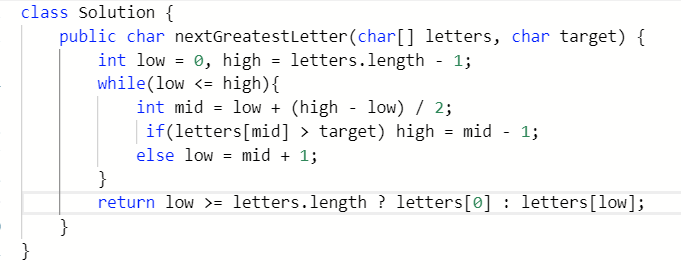 class Solution {
    public char nextGreatestLetter(char[] letters, char target) {
        int low = 0, high = letters.length - 1;
        while(low <= high){
            int mid = low + (high - low) / 2;
             if(letters[mid] > target) high = mid - 1;
            else low = mid + 1;
        }
        return low >= letters.length ? letters[0] : letters[low];
    }
}